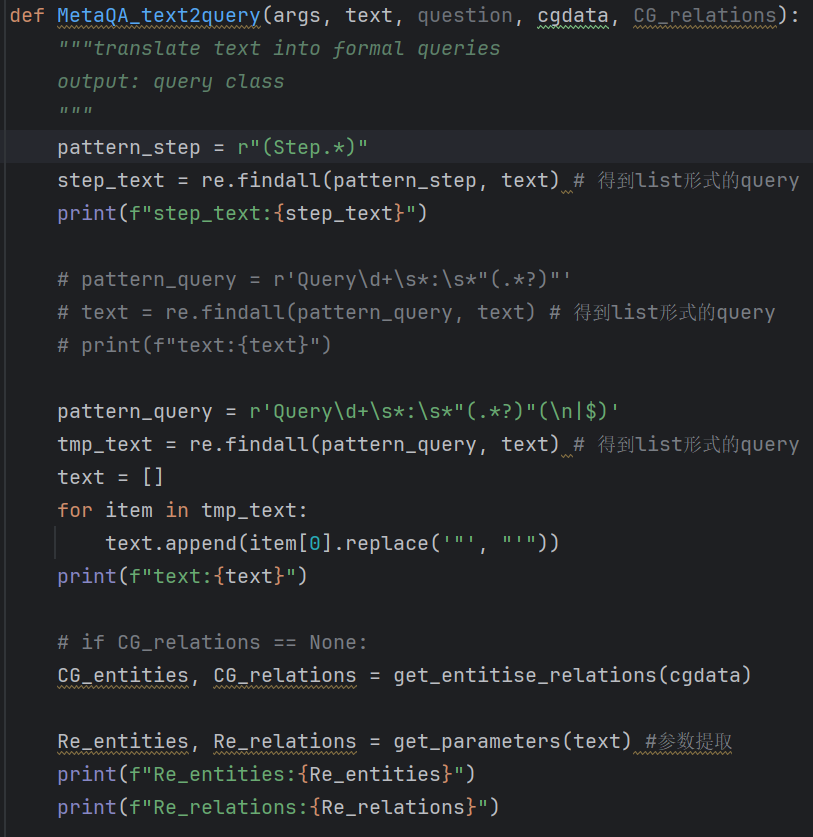 def MetaQA_text2query(args, text, question, cgdata, CG_relations):
    """translate text into formal queries
    output: query class
    """
    pattern_step = r"(Step.*)"
    step_text = re.findall(pattern_step, text) # 得到list形式的query
    print(f"step_text:{step_text}")

    # pattern_query = r'Query\d+\s*:\s*"(.*?)"'
    # text = re.findall(pattern_query, text) # 得到list形式的query
    # print(f"text:{text}")

    pattern_query = r'Query\d+\s*:\s*"(.*?)"(\n|$)'
    tmp_text = re.findall(pattern_query, text) # 得到list形式的query
    text = []
    for item in tmp_text:
        text.append(item[0].replace('"', "'"))
    print(f"text:{text}")

    # if CG_relations == None:
    CG_entities, CG_relations = get_entitise_relations(cgdata)

    Re_entities, Re_relations = get_parameters(text) #参数提取
    print(f"Re_entities:{Re_entities}")
    print(f"Re_relations:{Re_relations}")